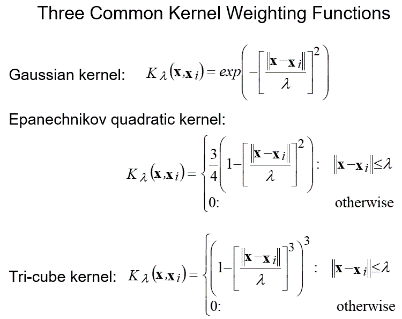 Three Common Kernel Weighting Functions
Gaussian kernel: K_λ(x,x_i)=exp(-[‖x-x_i‖/λ]^2)
Epanechnikov quadratic kernel:
K_λ(x,x_i)={3/4(1-[‖x-x_i‖/λ]^2): ‖x-x_i‖≤λ
0: otherwise
Tri-cube kernel: K_λ(x,x_i)={(1-[‖x-x_i‖/λ]^3)^3 : ‖x-x_i‖<λ
0: otherwise